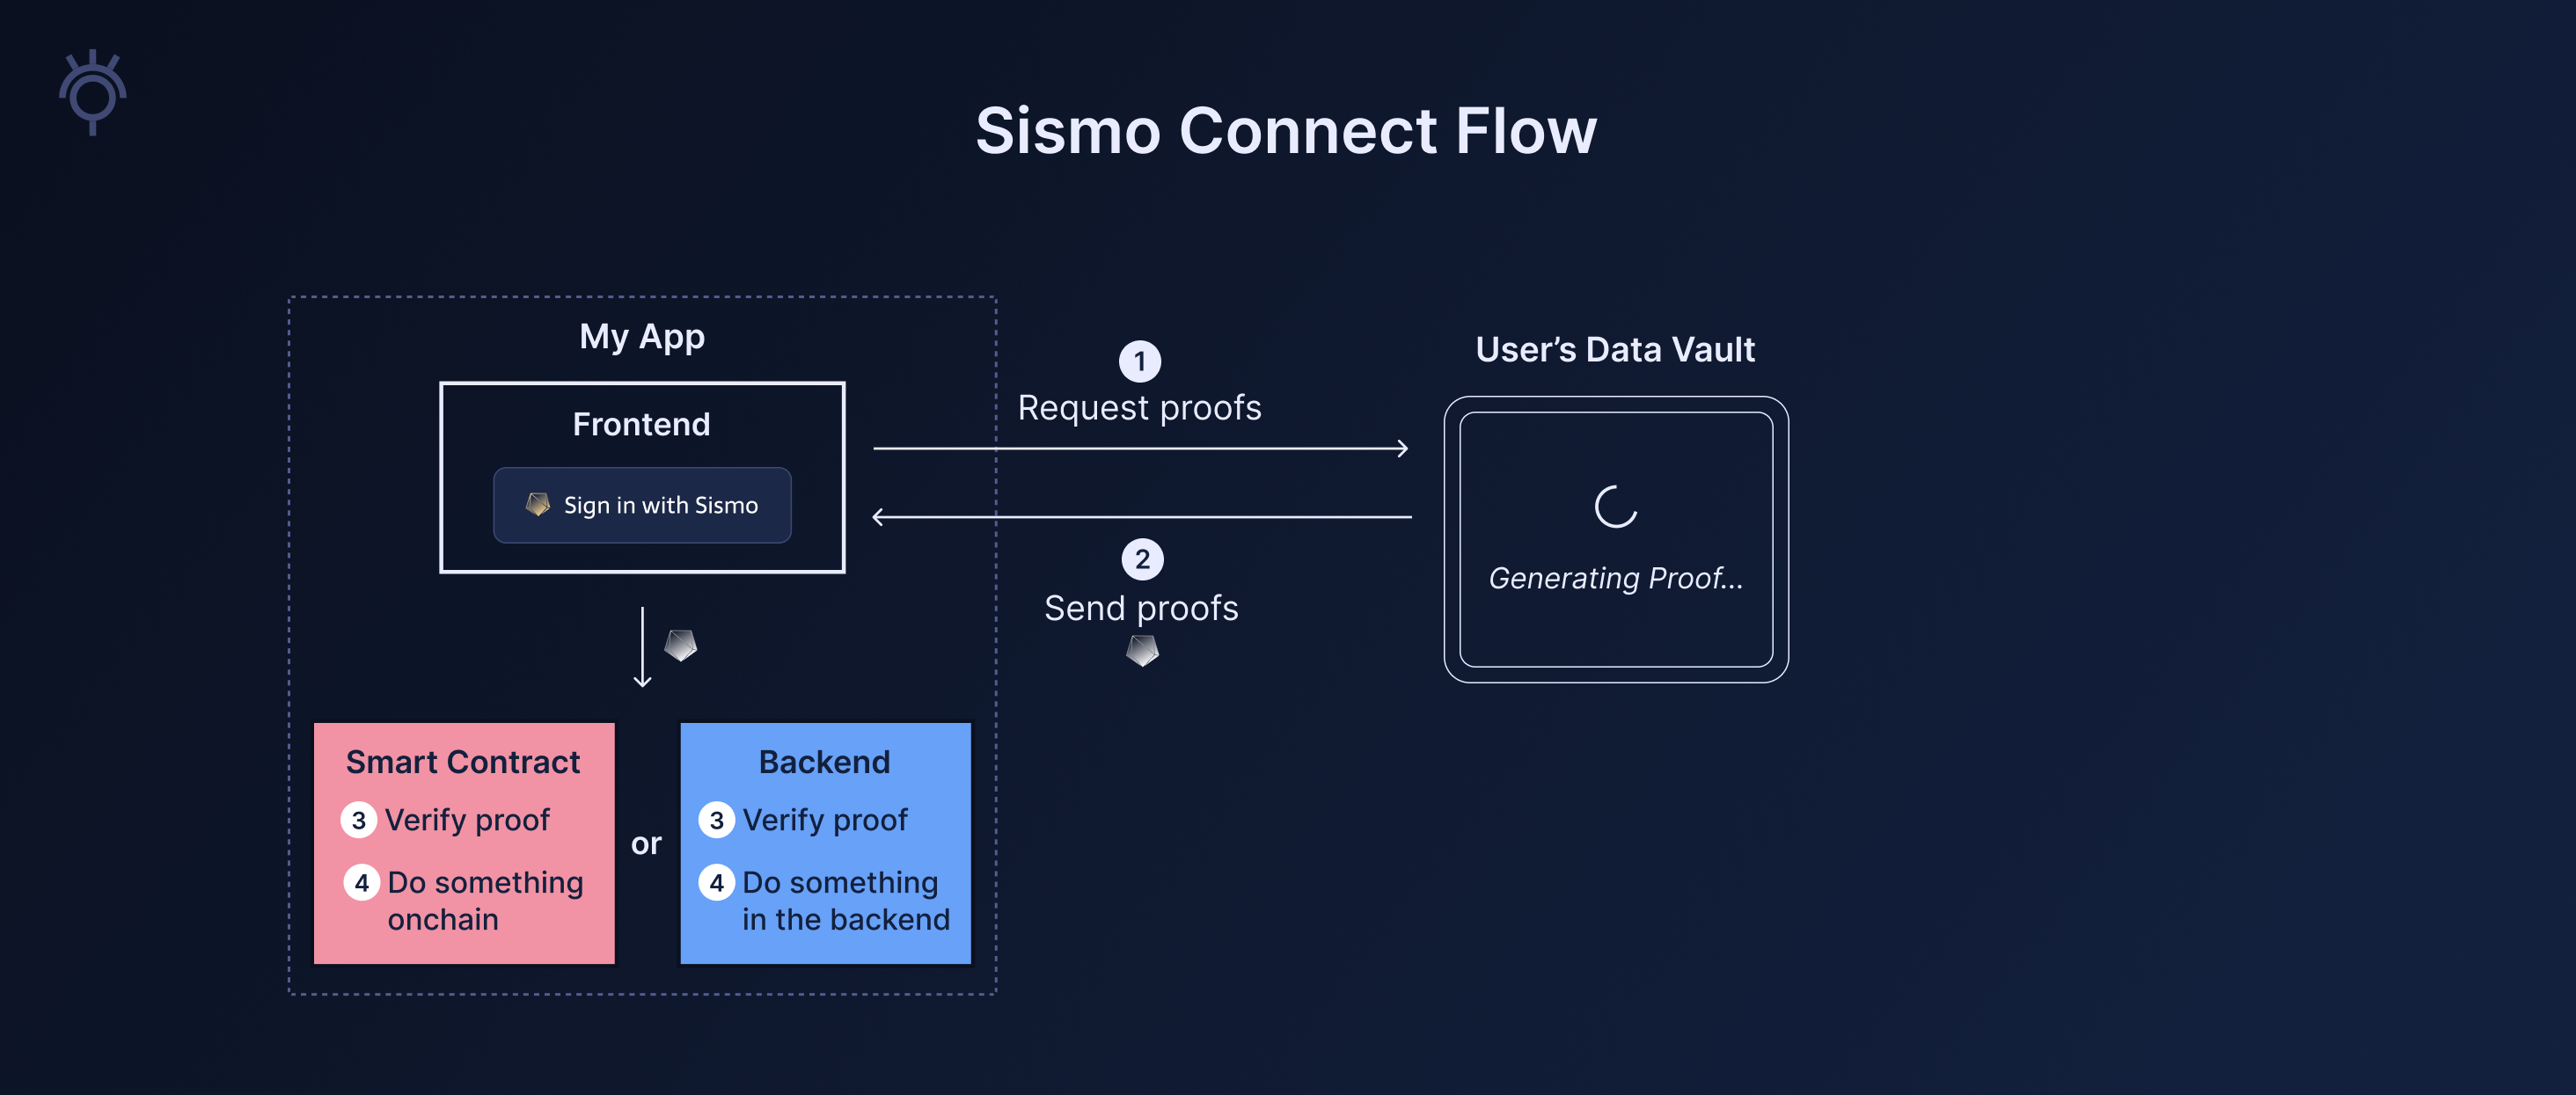 Sismo Connect Flow
My App
Frontend
Sign in with Sismo
1
Request proofs
2
Send proofs
User’s Data Vault
Generating Proof...
Smart Contract
3 Verify proof
4 Do something
onchain
or
Backend
3 Verify proof
4 Do something
in the backend